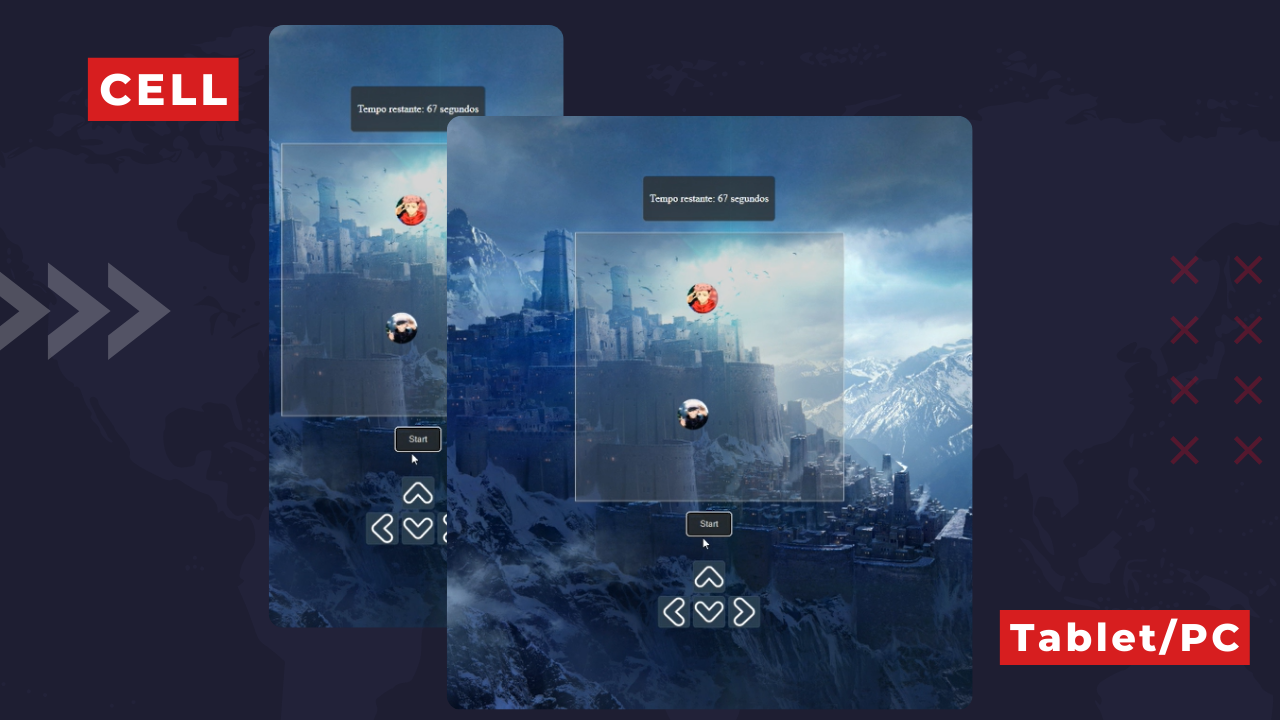 CELL
Tempo restante: 67 segundos
Start
Tempo restante: 67 segundos
Start
Tablet/PC